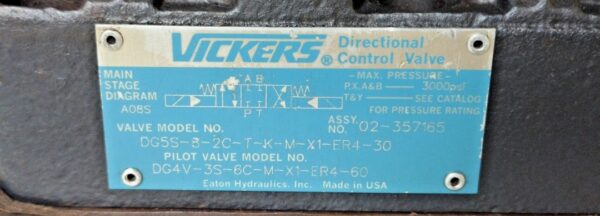 VICKERS® Directional Control Valve
MAIN STAGE DIAGRAM
A08S
A B
P T
— MAX. PRESSURE —
P.X.A&B — 3000psi
T&Y — SEE CATALOG FOR PRESSURE RATING
ASSY. NO. 02-357165
VALVE MODEL NO.
DG5S-8-2C-T-K-M-X1-ER4-30
PILOT VALVE MODEL NO.
DG4V-3S-6C-M-X1-ER4-60
Eaton Hydraulics. Inc. Made in USA